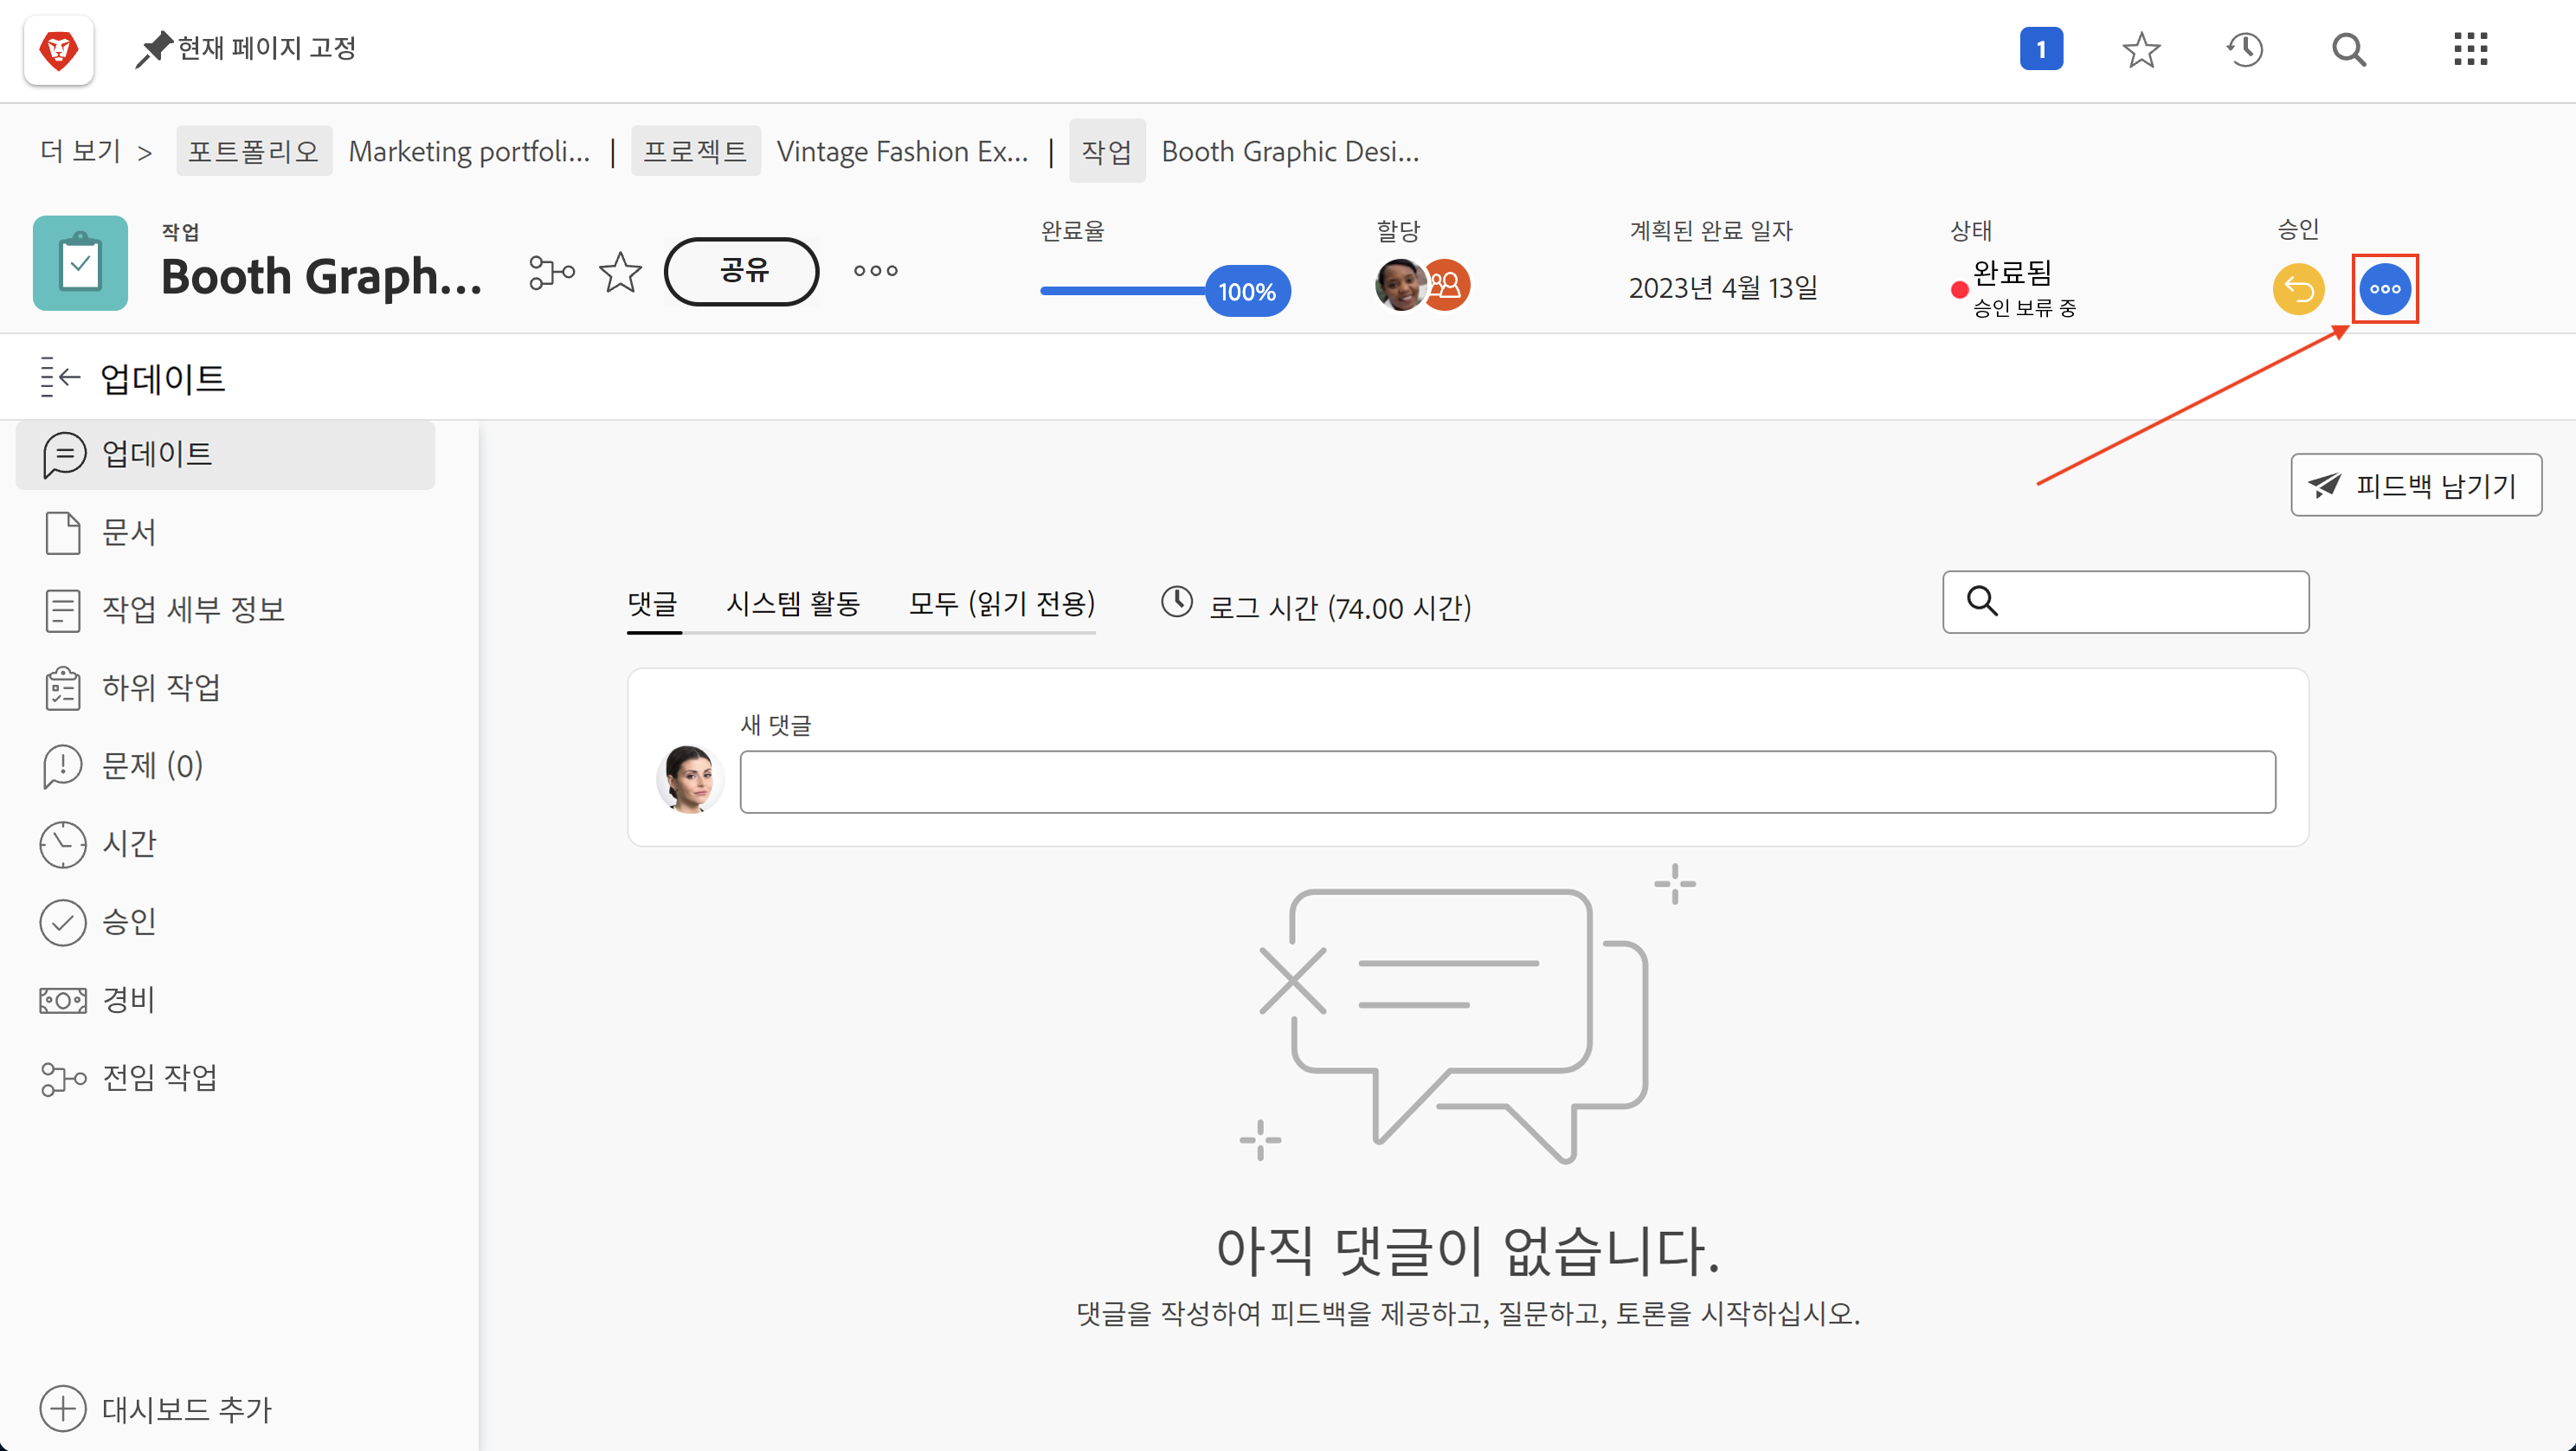 현재 페이지 고정
1
더 보기 > 포트폴리오 Marketing portfoli... | 프로젝트 Vintage Fashion Ex... | 작업 Booth Graphic Desi...
작업
Booth Graph...
공유
완료율
100%
할당
계획된 완료 일자
2023년 4월 13일
상태
완료됨
승인 보류 중
승인
업데이트
업데이트
문서
작업 세부 정보
하위 작업
문제 (0)
시간
승인
경비
전임 작업
대시보드 추가
피드백 남기기
댓글 시스템 활동 모두 (읽기 전용) 로그 시간 (74.00 시간)
새 댓글
아직 댓글이 없습니다.
댓글을 작성하여 피드백을 제공하고, 질문하고, 토론을 시작하십시오.